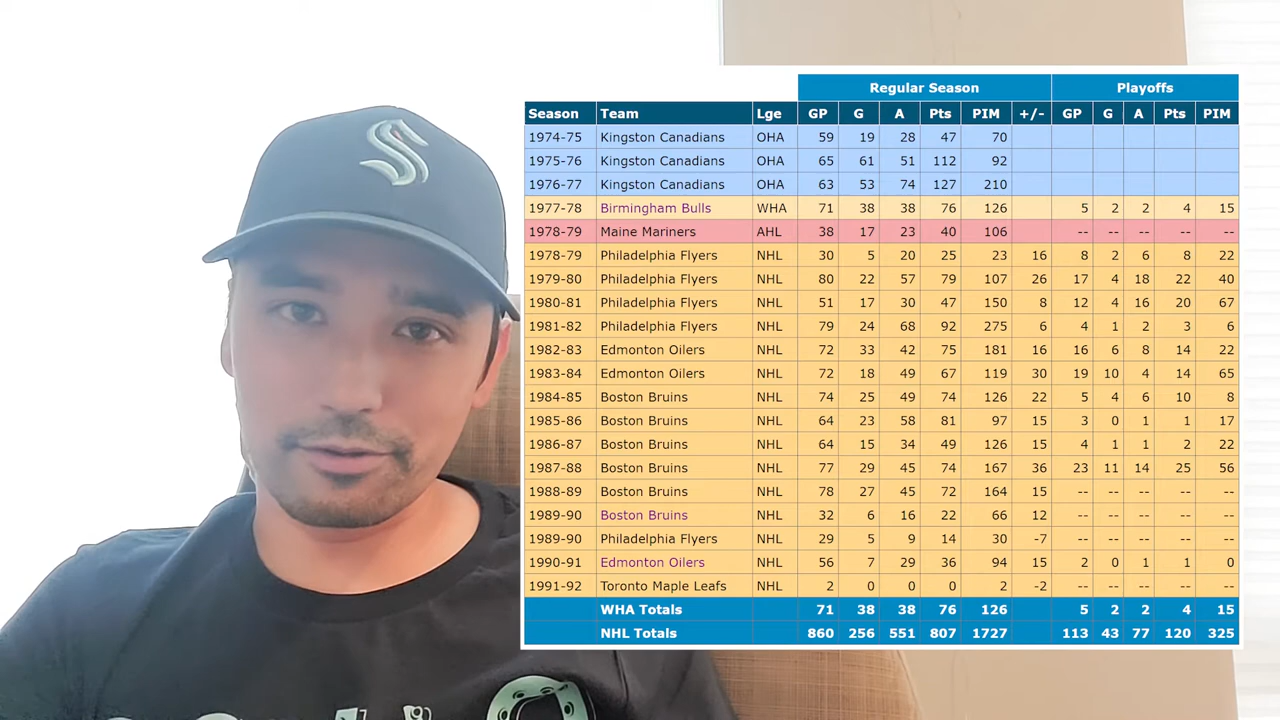 Regular Season Playoffs
Season Team Lge GP G A Pts PIM +/- GP G A Pts PIM
1974-75 Kingston Canadians OHA 59 19 28 47 70
1975-76 Kingston Canadians OHA 65 61 51 112 92
1976-77 Kingston Canadians OHA 63 53 74 127 210
1977-78 Birmingham Bulls WHA 71 38 38 76 126 5 2 2 4 15
1978-79 Maine Mariners AHL 38 17 23 40 106 -- -- -- -- --
1978-79 Philadelphia Flyers NHL 30 5 20 25 23 16 8 2 6 8 22
1979-80 Philadelphia Flyers NHL 80 22 57 79 107 26 17 4 18 22 40
1980-81 Philadelphia Flyers NHL 51 17 30 47 150 8 12 4 16 20 67
1981-82 Philadelphia Flyers NHL 79 24 68 92 275 6 4 1 2 3 6
1982-83 Edmonton Oilers NHL 72 33 42 75 181 16 16 6 8 14 22
1983-84 Edmonton Oilers NHL 72 18 49 67 119 30 19 10 4 14 65
1984-85 Boston Bruins NHL 74 25 49 74 126 22 5 4 6 10 8
1985-86 Boston Bruins NHL 64 23 58 81 97 15 3 0 1 1 17
1986-87 Boston Bruins NHL 64 15 34 49 126 15 4 1 1 2 22
1987-88 Boston Bruins NHL 77 29 45 74 167 36 23 11 14 25 56
1988-89 Boston Bruins NHL 78 27 45 72 164 15 -- -- -- -- --
1989-90 Boston Bruins NHL 32 6 16 22 66 12 -- -- -- -- --
1989-90 Philadelphia Flyers NHL 29 5 9 14 30 -7 -- -- -- -- --
1990-91 Edmonton Oilers NHL 56 7 29 36 94 15 2 0 1 1 0
1991-92 Toronto Maple Leafs NHL 2 0 0 0 2 -2 -- -- -- -- --
WHA Totals 71 38 38 76 126 5 2 2 4 15
NHL Totals 860 256 551 807 1727 113 43 77 120 325